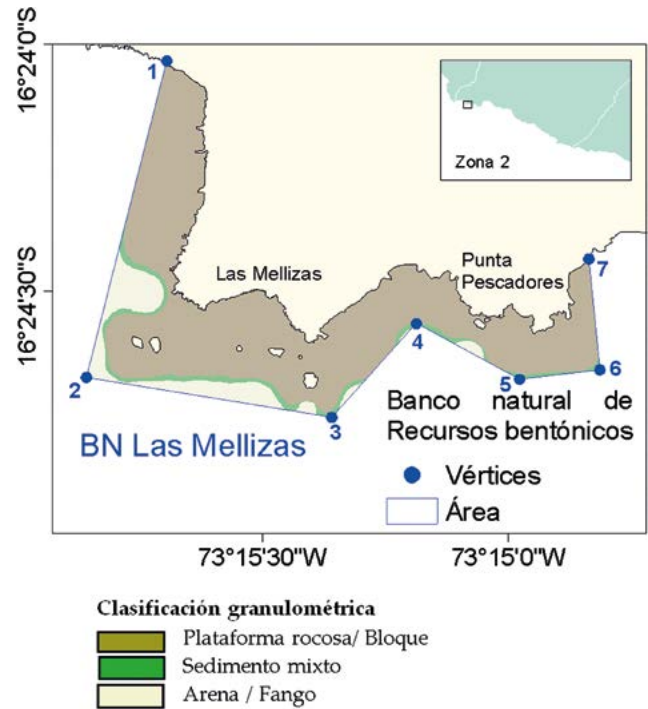 16°24'0"S
1
Zona 2
Las Mellizas
Punta
Pescadores
7
16°24'30"S
4
2
5
6
3
Banco natural de
Recursos bentónicos
BN Las Mellizas
Vértices
Área
73°15'30"W
73°15'0"W
Clasificación granulométrica
Plataforma rocosa/ Bloque
Sedimento mixto
Arena / Fango